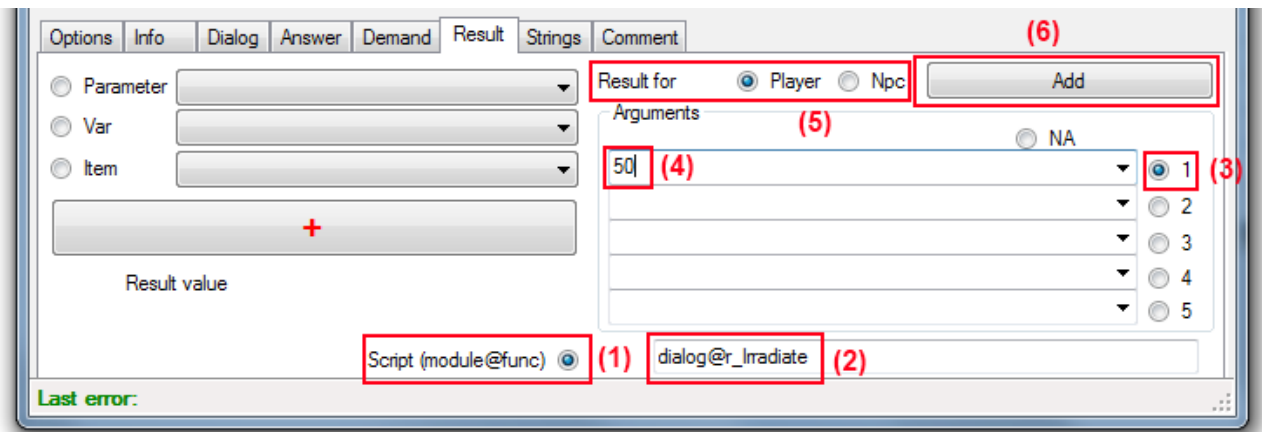 Options Info Dialog Answer Demand Result Strings Comment
(6)
Parameter
Result for Player Npc Add
Arguments
(5)
Var
NA
Item
50 (4)
1 (3)
2
+
3
Result value
4
5
Script (module@func) (1) dialog@r_Irradiate (2)
Last error: